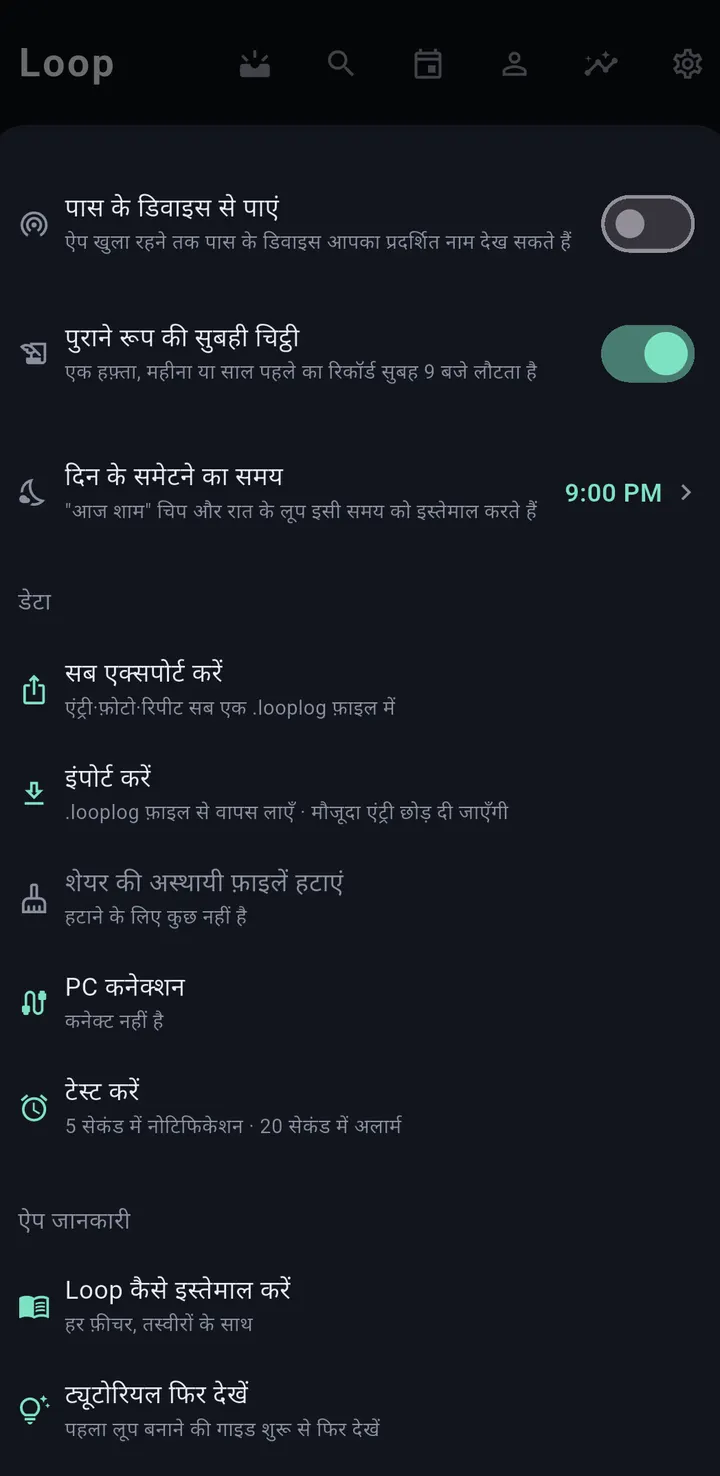 Loop
पास के डिवाइस से पाएं
ऐप खुला रहने तक पास के डिवाइस आपका प्रदर्शित नाम देख सकते हैं
पुराने रूप की सुबही चिट्ठी
एक हफ़्ता, महीना या साल पहले का रिकॉर्ड सुबह 9 बजे लौटता है
दिन के समेटने का समय
"आज शाम" चिप और रात के लूप इसी समय को इस्तेमाल करते हैं
9:00 PM
डेटा
सब एक्सपोर्ट करें
एंट्री·फ़ोटो·रिपीट सब एक .looplog फ़ाइल में
इंपोर्ट करें
.looplog फ़ाइल से वापस लाएँ · मौजूदा एंट्री छोड़ दी जाएँगी
शेयर की अस्थायी फ़ाइलें हटाएं
हटाने के लिए कुछ नहीं है
PC कनेक्शन
कनेक्ट नहीं है
टेस्ट करें
5 सेकंड में नोटिफिकेशन · 20 सेकंड में अलार्म
ऐप जानकारी
Loop कैसे इस्तेमाल करें
हर फ़ीचर, तस्वीरों के साथ
ट्यूटोरियल फिर देखें
पहला लूप बनाने की गाइड शुरू से फिर देखें